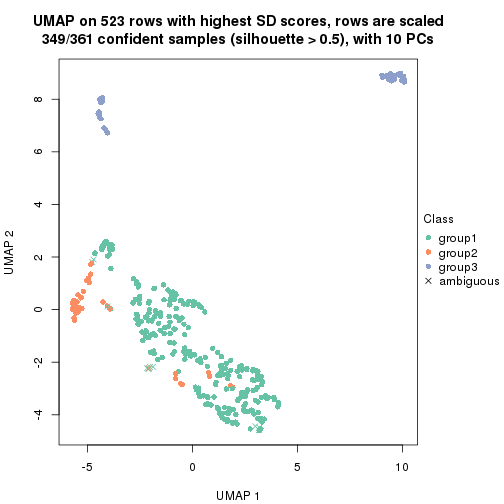 UMAP on 523 rows with highest SD scores, rows are scaled
349/361 confident samples (silhouette > 0.5), with 10 PCs
8
6
4
2
0
-2
-4
UMAP 2
-5
0
5
10
UMAP 1
Class
group1
group2
group3
ambiguous